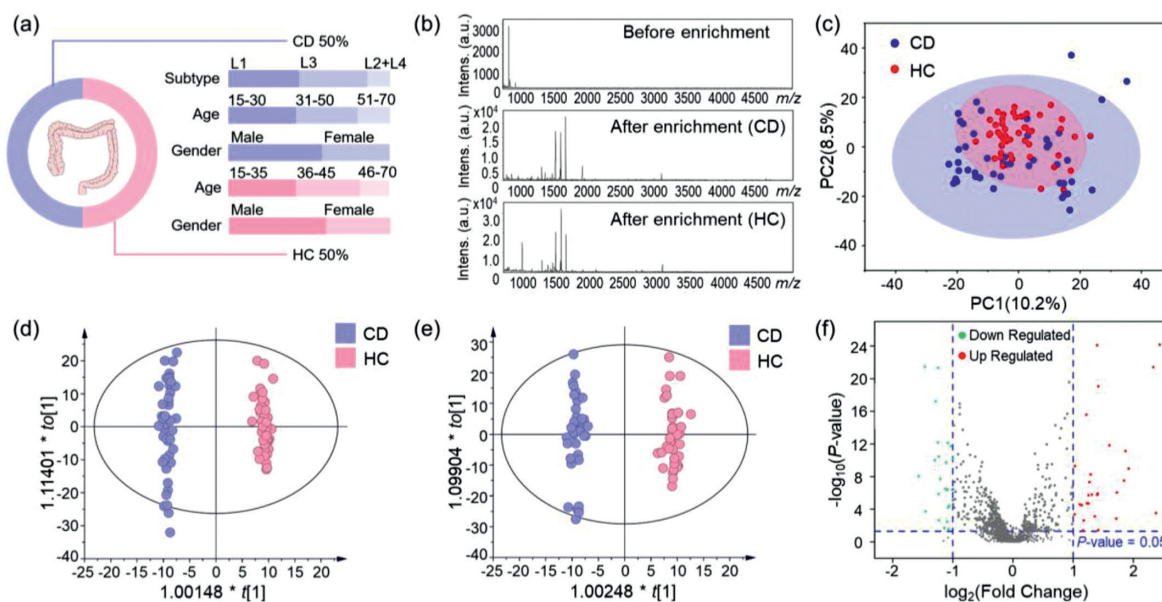 (a)
CD 50%
L1 L3 L2+L4
Subtype
15-30 31-50 51-70
Age
Male Female
Gender
15-35 36-45 46-70
Age
Male Female
Gender
HC 50%
(b)
Before enrichment
Intens. (a.u.)
3000
2000
1000
0
1000 1500 2000 2500 3000 3500 4000 4500 m/z
After enrichment (CD)
Intens. (a.u.)
x10⁴
2.0
1.5
1.0
0.5
0
1000 1500 2000 2500 3000 3500 4000 4500 m/z
After enrichment (HC)
Intens. (a.u.)
x10⁴
4.0
3.0
2.0
1.0
0
1000 1500 2000 2500 3000 3500 4000 4500 m/z
(c)
CD
HC
PC2(8.5%)
40
20
0
-20
-40
-40 -20 0 20 40
PC1(10.2%)
(d)
CD
HC
1.11401 * to[1]
20
10
0
-10
-20
-30
-40
-25 -20 -15 -10 -5 0 5 10 15 20
1.00148 * t[1]
(e)
CD
HC
1.09904 * to[1]
30
20
10
0
-10
-20
-30
-40
-25 -20 -15 -10 -5 0 5 10 15 20
1.00248 * t[1]
(f)
Down Regulated
Up Regulated
-log₁₀(P-value)
24
20
16
12
8
4
0
P-value = 0.05
-2 -1 0 1 2
log₂(Fold Change)